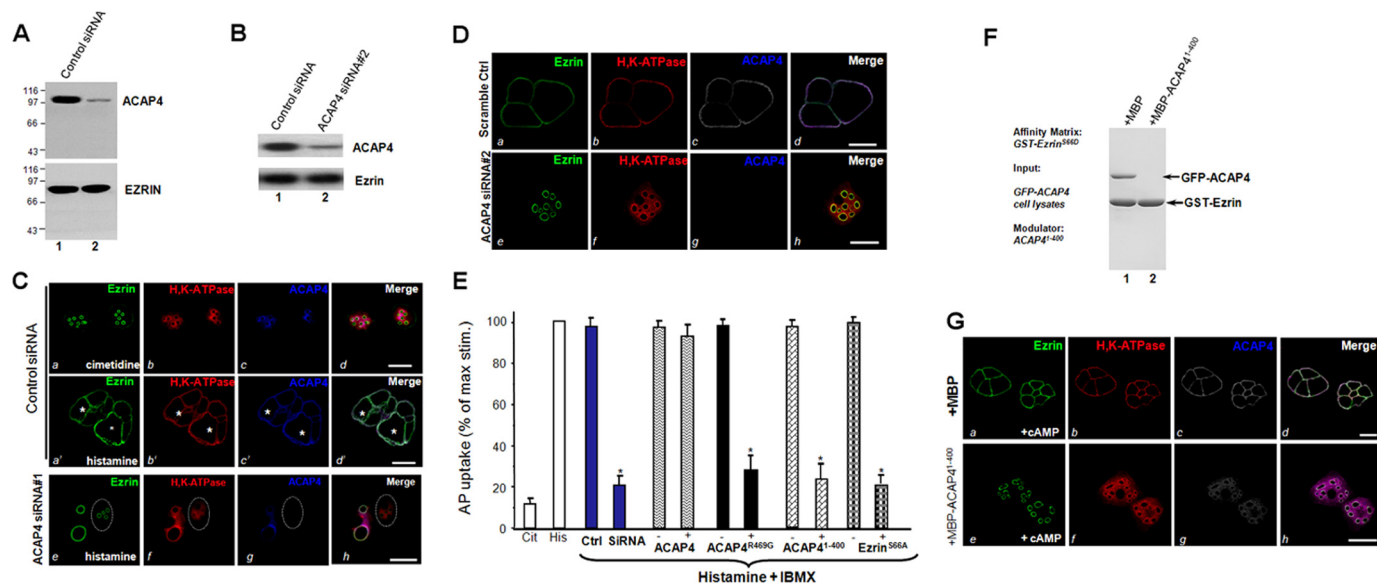 A
Control siRNA
116
97
66
43
ACAP4
116
97
66
43
EZRIN
1 2
B
Control siRNA
ACAP4 siRNA#2
ACAP4
Ezrin
1 2
C
Control siRNA
Ezrin H,K-ATPase ACAP4 Merge
a cimetidine b c d
Ezrin H,K-ATPase ACAP4 Merge
* * * *
* * * *
a' histamine b' c' d'
ACAP4 siRNA#1
Ezrin H,K-ATPase ACAP4 Merge
e histamine f g h
D
Scramble Ctrl
Ezrin H,K-ATPase ACAP4 Merge
a b c d
ACAP4 siRNA#2
Ezrin H,K-ATPase ACAP4 Merge
e f g h
E
AP uptake (% of max stim.)
100
80
60
40
20
0
* * * *
Cit His Ctrl SiRNA - + - + - + - +
ACAP4 ACAP4R469G ACAP41-400 EzrinS66A
Histamine + IBMX
F
+MBP
+MBP-ACAP41-400
Affinity Matrix:
GST-EzrinS66D
Input:
GFP-ACAP4
cell lysates
Modulator:
ACAP41-400
GFP-ACAP4
GST-Ezrin
1 2
G
+MBP
Ezrin H,K-ATPase ACAP4 Merge
a +cAMP b c d
+MBP-ACAP41-400
Ezrin H,K-ATPase ACAP4 Merge
e + cAMP f g h